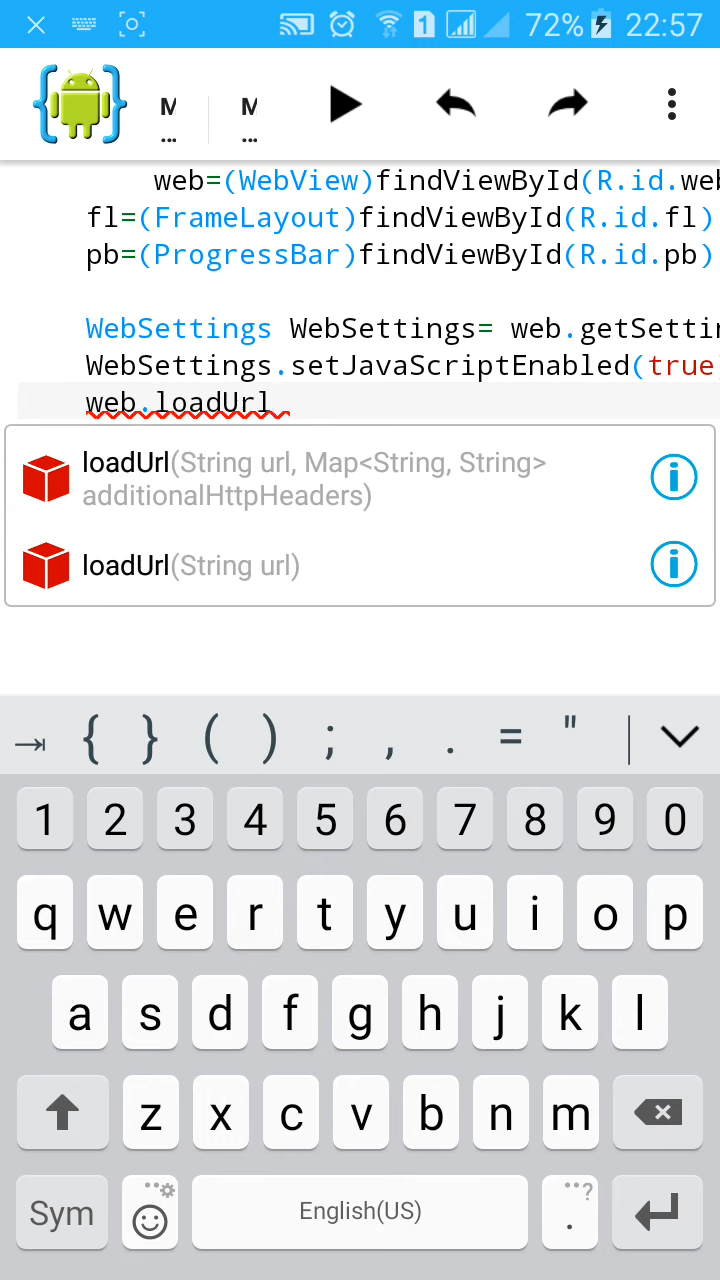 1 72% 22:57
M... M...
web=(WebView)findViewById(R.id.web
fl=(FrameLayout)findViewById(R.id.fl)
pb=(ProgressBar)findViewById(R.id.pb)
WebSettings WebSettings= web.getSettin
WebSettings.setJavaScriptEnabled(true
web.loadUrl
loadUrl(String url, Map<String, String>
additionalHttpHeaders)
loadUrl(String url)
{ } ( ) ; , . = " |
1 2 3 4 5 6 7 8 9 0
q w e r t y u i o p
a s d f g h j k l
z x c v b n m
Sym English(US) . ?